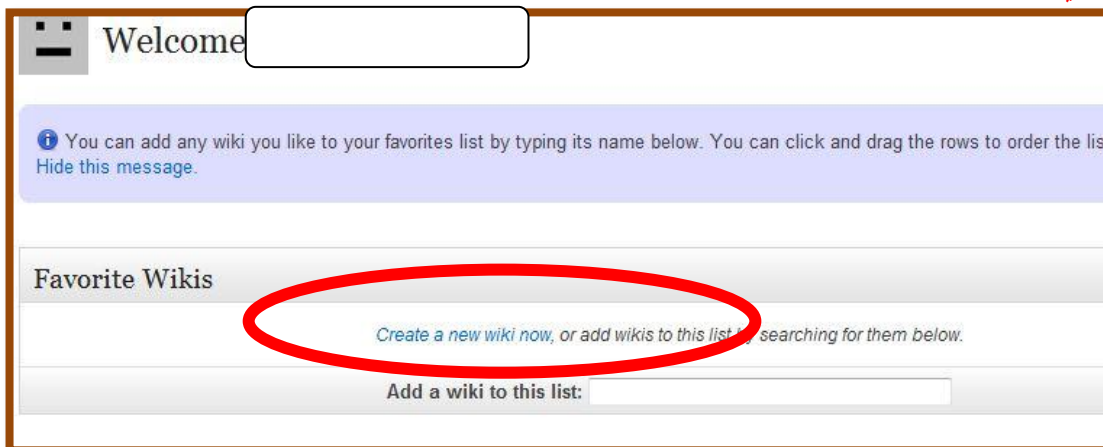 Welcome
You can add any wiki you like to your favorites list by typing its name below. You can click and drag the rows to order the lis
Hide this message.
Favorite Wikis
Create a new wiki now, or add wikis to this list by searching for them below.
Add a wiki to this list: